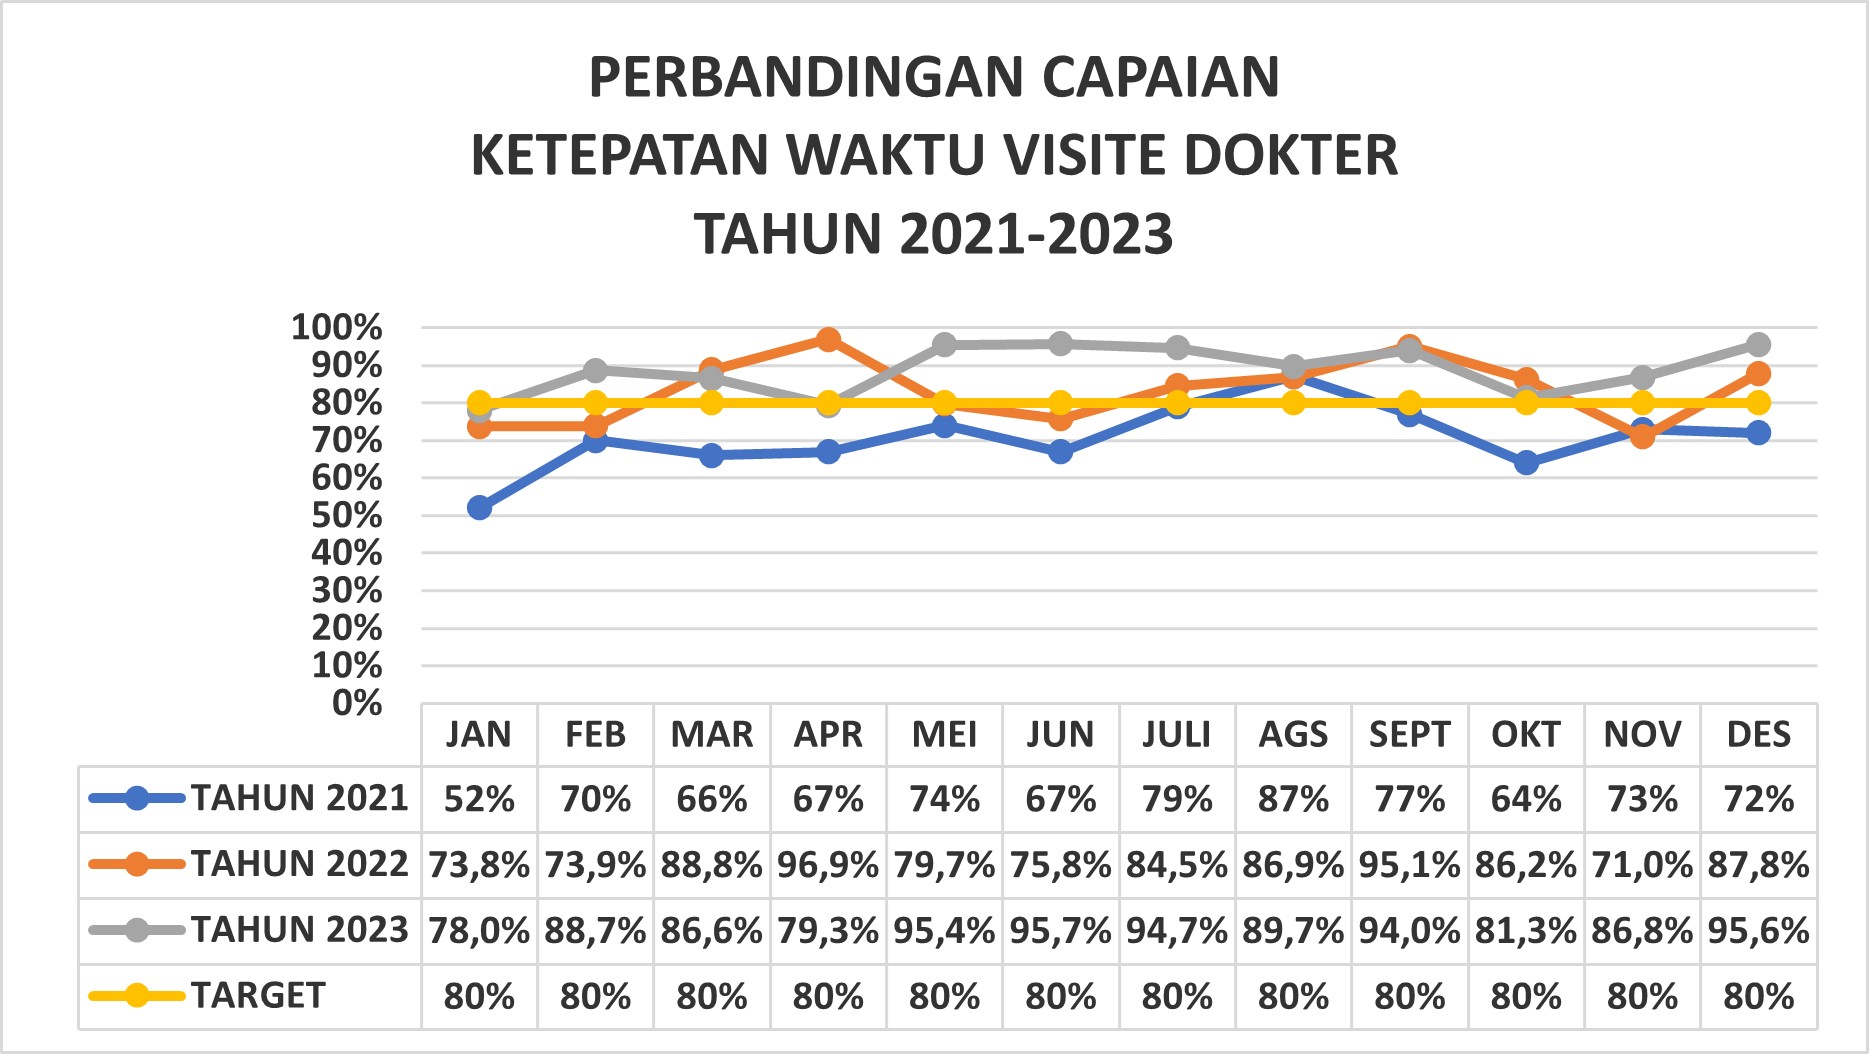 PERBANDINGAN CAPAIAN
KETEPATAN WAKTU VISITE DOKTER
TAHUN 2021-2023
100%
90%
80%
70%
60%
50%
40%
30%
20%
10%
0%
JAN FEB MAR APR MEI JUN JULI AGS SEPT OKT NOV DES
TAHUN 2021 52% 70% 66% 67% 74% 67% 79% 87% 77% 64% 73% 72%
TAHUN 2022 73,8% 73,9% 88,8% 96,9% 79,7% 75,8% 84,5% 86,9% 95,1% 86,2% 71,0% 87,8%
TAHUN 2023 78,0% 88,7% 86,6% 79,3% 95,4% 95,7% 94,7% 89,7% 94,0% 81,3% 86,8% 95,6%
TARGET 80% 80% 80% 80% 80% 80% 80% 80% 80% 80% 80% 80%